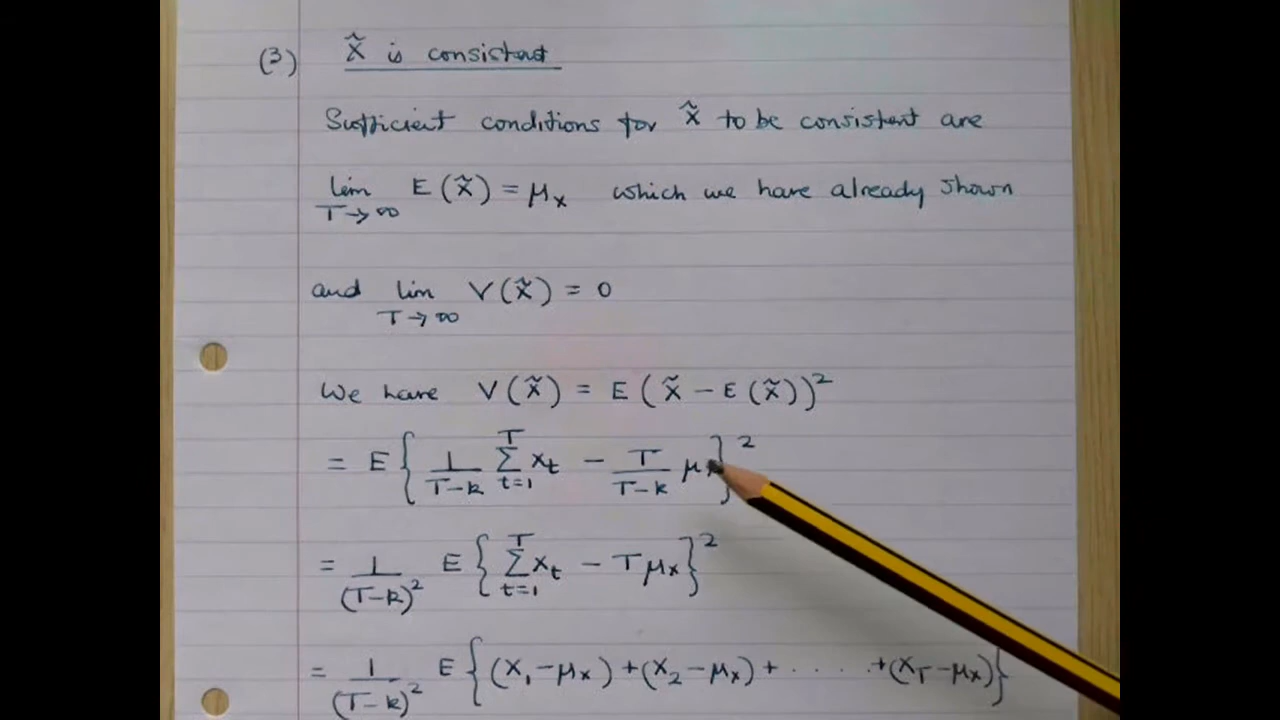 (3) X̃ is consistent
Sufficient conditions for X̃ to be consistent are
lim T→∞ E(X̃) = μx which we have already shown
and lim T→∞ V(X̃) = 0
We have V(X̃) = E(X̃ − E(X̃))²
= E{ 1/(T−k) Σ_{t=1}^{T} Xt − T/(T−k) μx }²
= 1/(T−k)² E{ Σ_{t=1}^{T} Xt − Tμx }²
= 1/(T−k)² E{ (X1 − μx) + (X2 − μx) + . . . . + (XT − μx) }